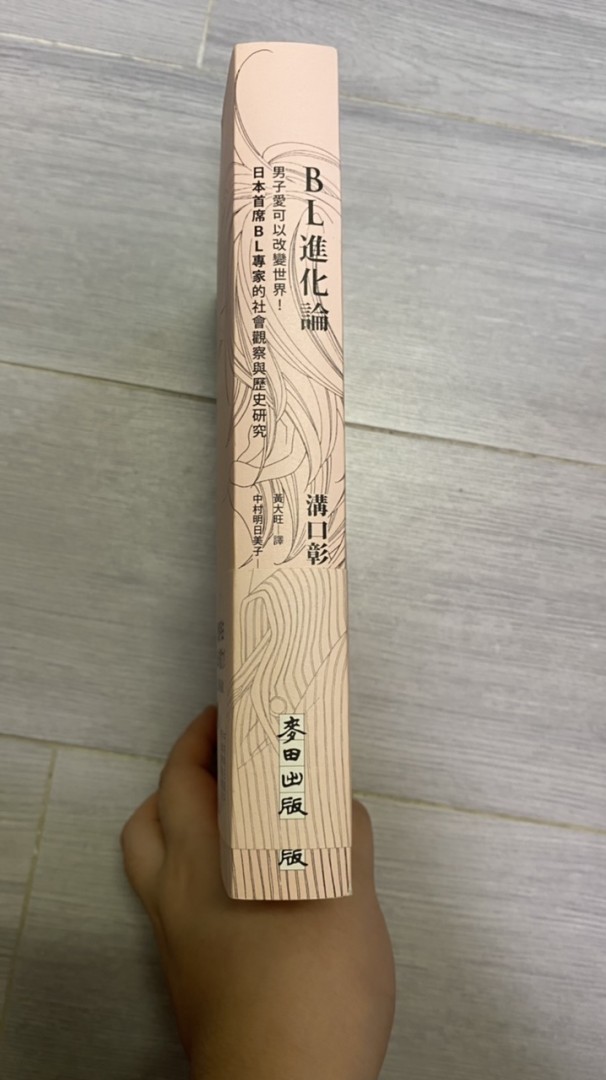 BL進化論
男子愛可以改變世界！
日本首席BL專家的社會觀察與歷史研究
溝口彰
黃大旺─譯
中村明日美子─
麥田出版
版